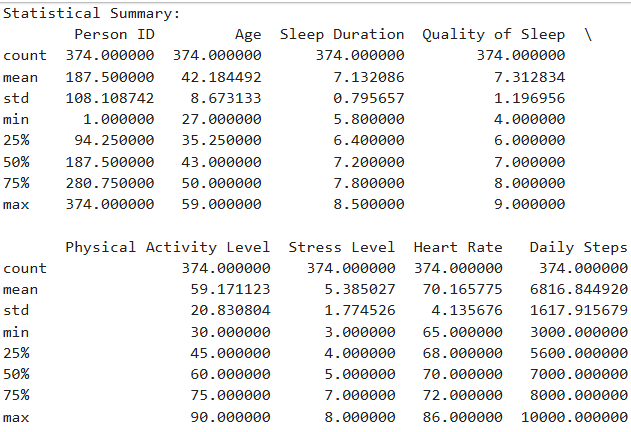 Statistical Summary:
        Person ID         Age  Sleep Duration  Quality of Sleep  \
count  374.000000  374.000000      374.000000        374.000000
mean   187.500000   42.184492        7.132086          7.312834
std    108.108742    8.673133        0.795657          1.196956
min      1.000000   27.000000        5.800000          4.000000
25%     94.250000   35.250000        6.400000          6.000000
50%    187.500000   43.000000        7.200000          7.000000
75%    280.750000   50.000000        7.800000          8.000000
max    374.000000   59.000000        8.500000          9.000000

       Physical Activity Level  Stress Level  Heart Rate   Daily Steps
count               374.000000    374.000000  374.000000    374.000000
mean                 59.171123      5.385027   70.165775   6816.844920
std                  20.830804      1.774526    4.135676   1617.915679
min                  30.000000      3.000000   65.000000   3000.000000
25%                  45.000000      4.000000   68.000000   5600.000000
50%                  60.000000      5.000000   70.000000   7000.000000
75%                  75.000000      7.000000   72.000000   8000.000000
max                  90.000000      8.000000   86.000000  10000.000000